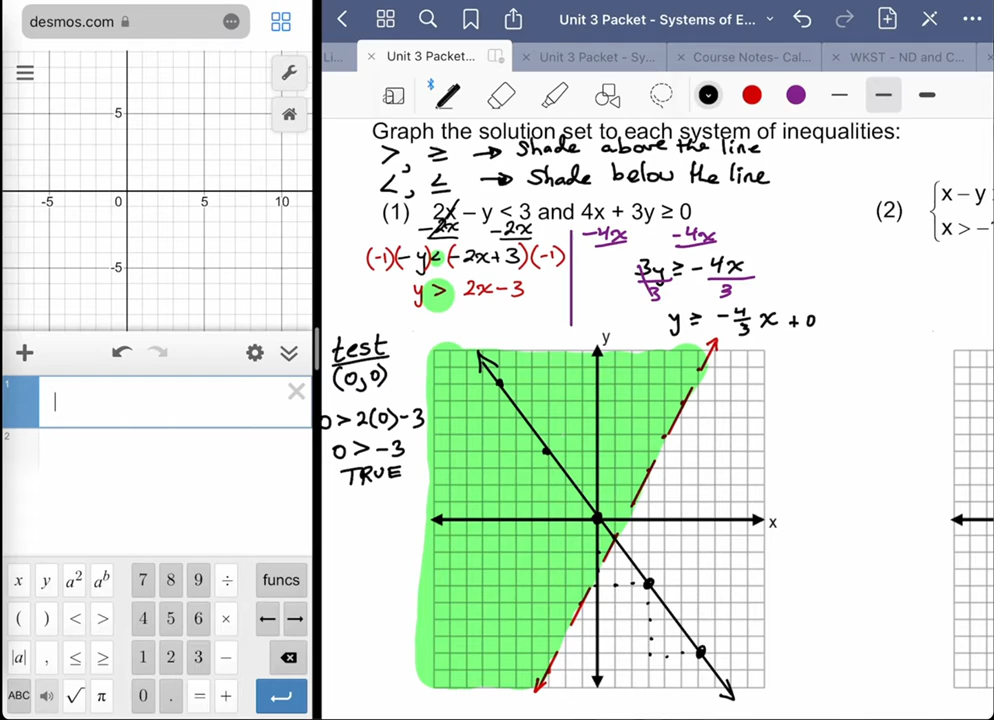 desmos.com
Unit 3 Packet - Systems of E...
Li...
× Unit 3 Packet...
× Unit 3 Packet - Sy...
× Course Notes- Cal...
× WKST - ND and C...
Graph the solution set to each system of inequalities:
>, ≥ → Shade above the line
<, ≤ → Shade below the line
(1) 2x – y < 3 and 4x + 3y ≥ 0
(2) x – y
x > –
-2x -2x
-4x -4x
(-1)(-y) < (-2x+3)(-1)
3y ≥ -4x
3 3
y > 2x-3
y ≥ -4/3 x + 0
test
(0,0)
0 > 2(0) - 3
0 > -3
TRUE
y
x
5
-5 0 5 10
-5
1
2
x y a² aᵇ 7 8 9 ÷ funcs
( ) < > 4 5 6 × ← →
|a| , ≤ ≥ 1 2 3 −
ABC √ π 0 . = +